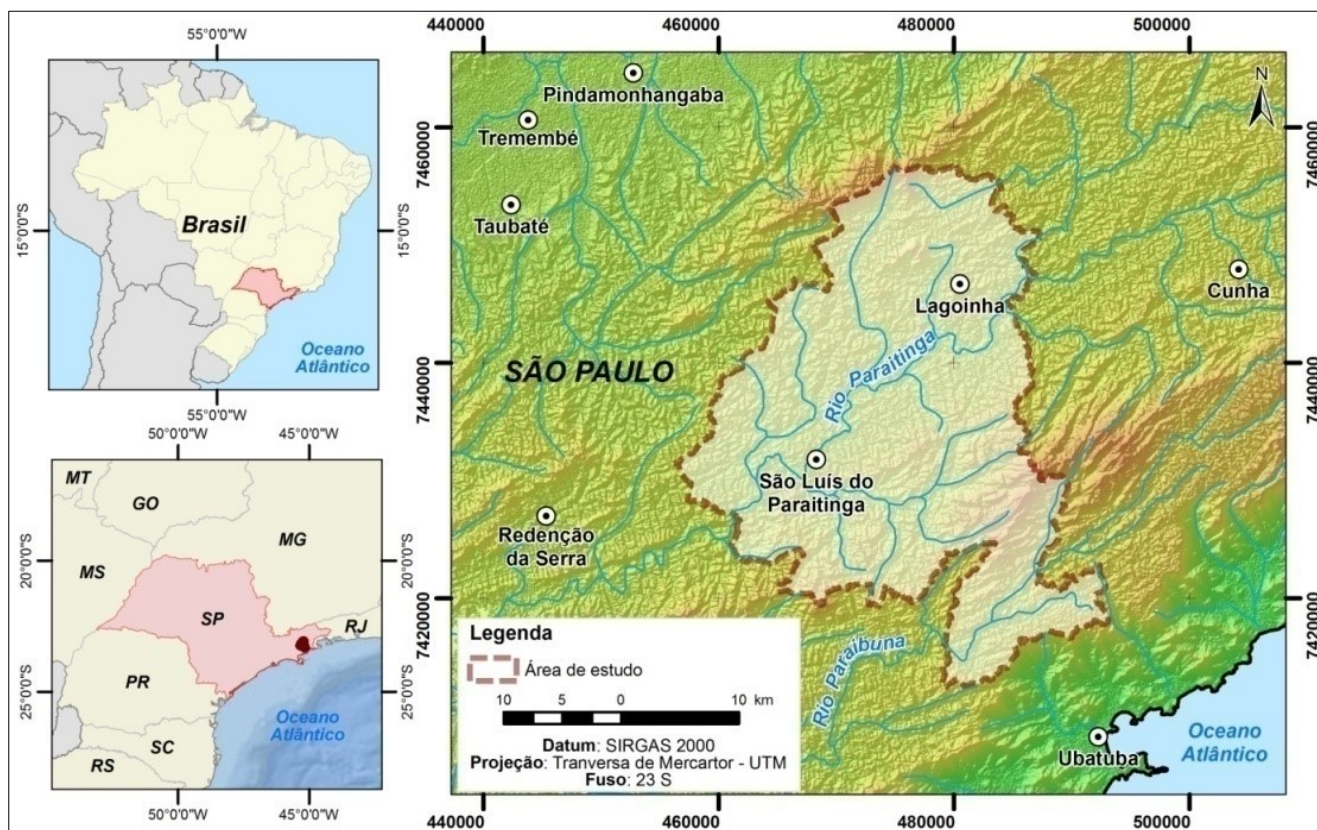 55°0'0"W
15°0'0"S
Brasil
15°0'0"S
Oceano
Atlântico
55°0'0"W
50°0'0"W
45°0'0"W
MT
GO
MG
20°0'0"S
20°0'0"S
MS
SP
RJ
PR
25°0'0"S
25°0'0"S
Oceano
Atlântico
SC
RS
50°0'0"W
45°0'0"W
440000
460000
480000
500000
N
Pindamonhangaba
Tremembé
7460000
7460000
Taubaté
Cunha
Lagoinha
Rio Paraitinga
SÃO PAULO
7440000
7440000
São Luís do
Paraitinga
Redenção
da Serra
7420000
7420000
Rio Paraibuna
Oceano
Atlântico
Ubatuba
Legenda
Área de estudo
10 5 0 10 km
Datum: SIRGAS 2000
Projeção: Tranversa de Mercartor - UTM
Fuso: 23 S
440000
460000
480000
500000